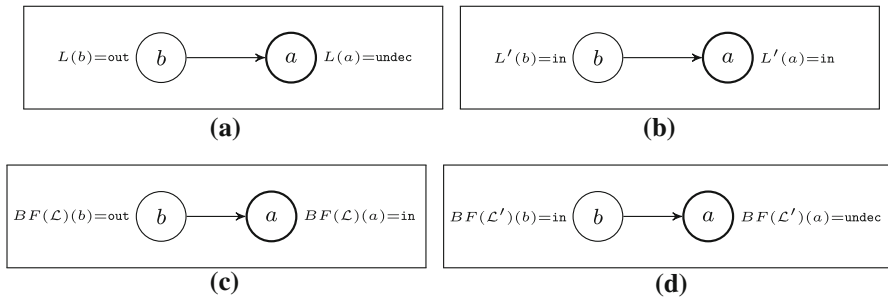 L(b)=out b a L(a)=undec
L′(b)=in b a L′(a)=in
(a)
(b)
BF(ℒ)(b)=out b a BF(ℒ)(a)=in
BF(ℒ′)(b)=in b a BF(ℒ′)(a)=undec
(c)
(d)